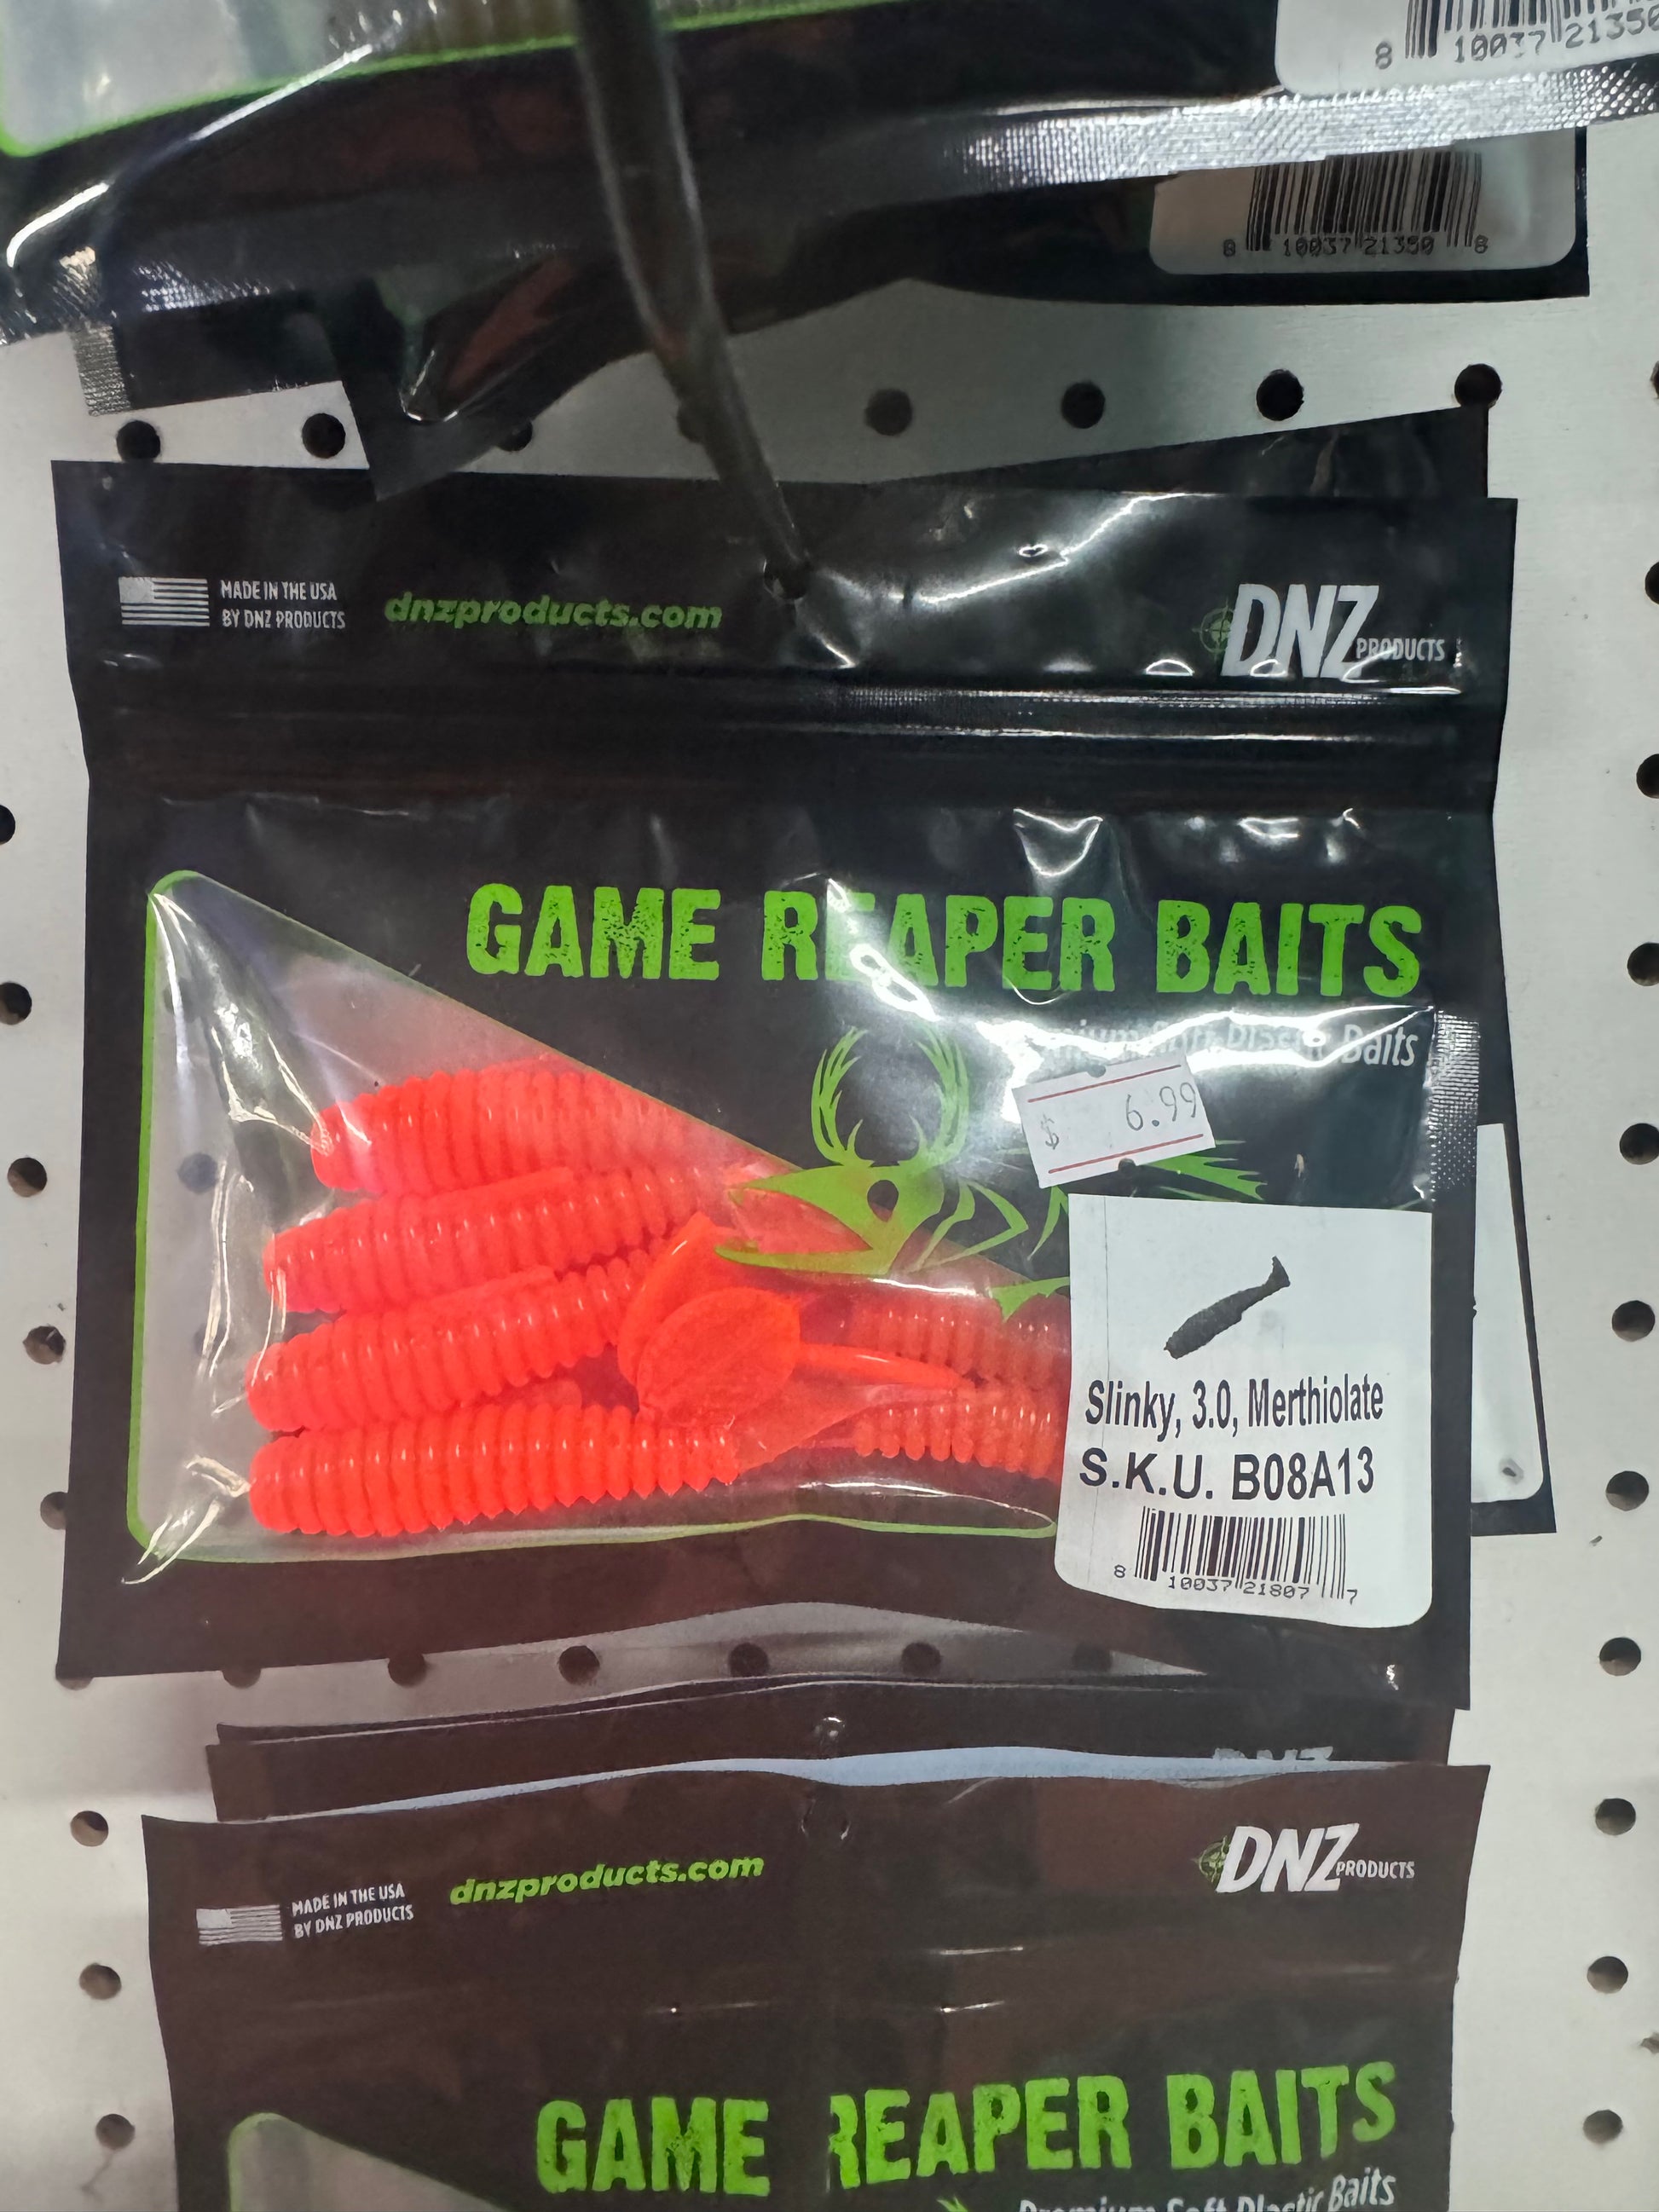 8 10037 21350
8 10037 21350 8
MADE IN THE USA
BY DNZ PRODUCTS
dnzproducts.com
DNZ PRODUCTS
GAME REAPER BAITS
Plastic Baits
$ 6.99
Slinky, 3.0, Merthiolate
S.K.U. B08A13
8 10037 21807 7
MADE IN THE USA
BY DNZ PRODUCTS
dnzproducts.com
DNZ PRODUCTS
GAME REAPER BAITS
Premium Soft Plastic Baits